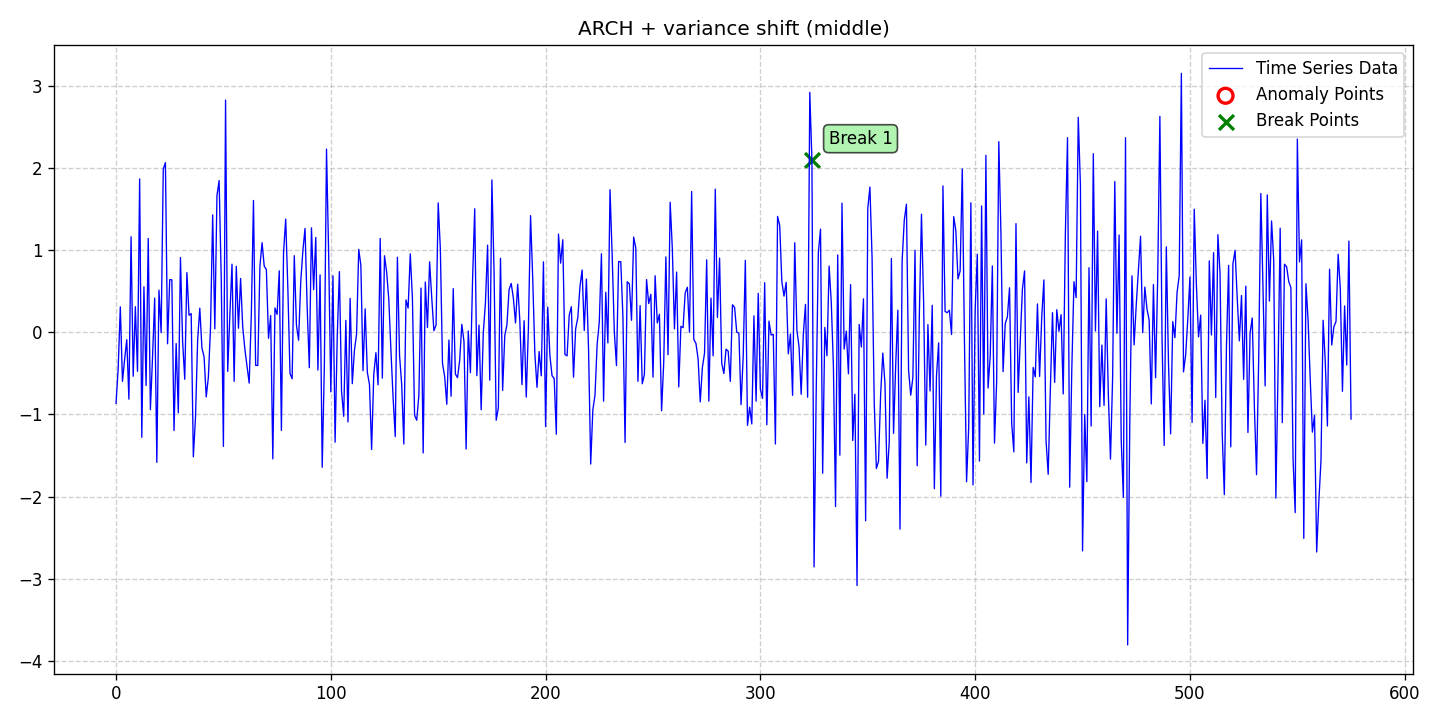 ARCH + variance shift (middle)
Time Series Data
Anomaly Points
Break Points
Break 1
3
2
1
0
−1
−2
−3
−4
0 100 200 300 400 500 600